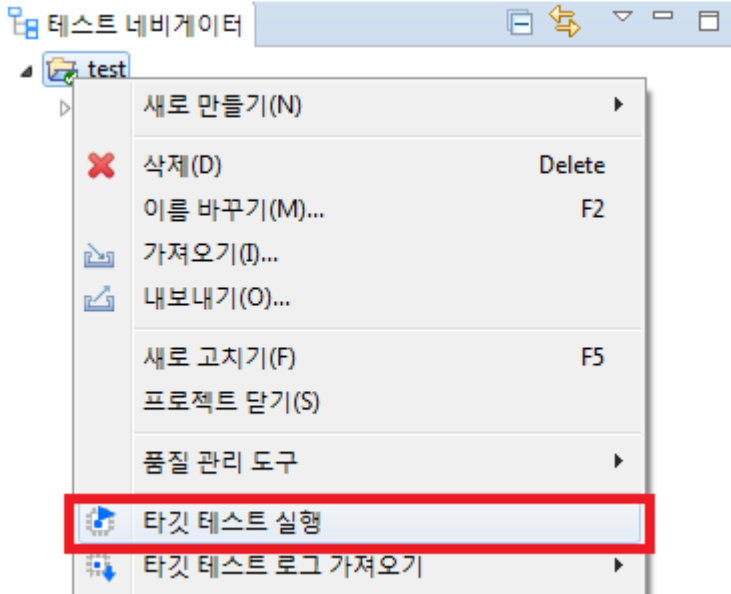 테스트 네비게이터
test
새로 만들기(N)
삭제(D) Delete
이름 바꾸기(M)... F2
가져오기(I)...
내보내기(O)...
새로 고치기(F) F5
프로젝트 닫기(S)
품질 관리 도구
타깃 테스트 실행
타깃 테스트 로그 가져오기